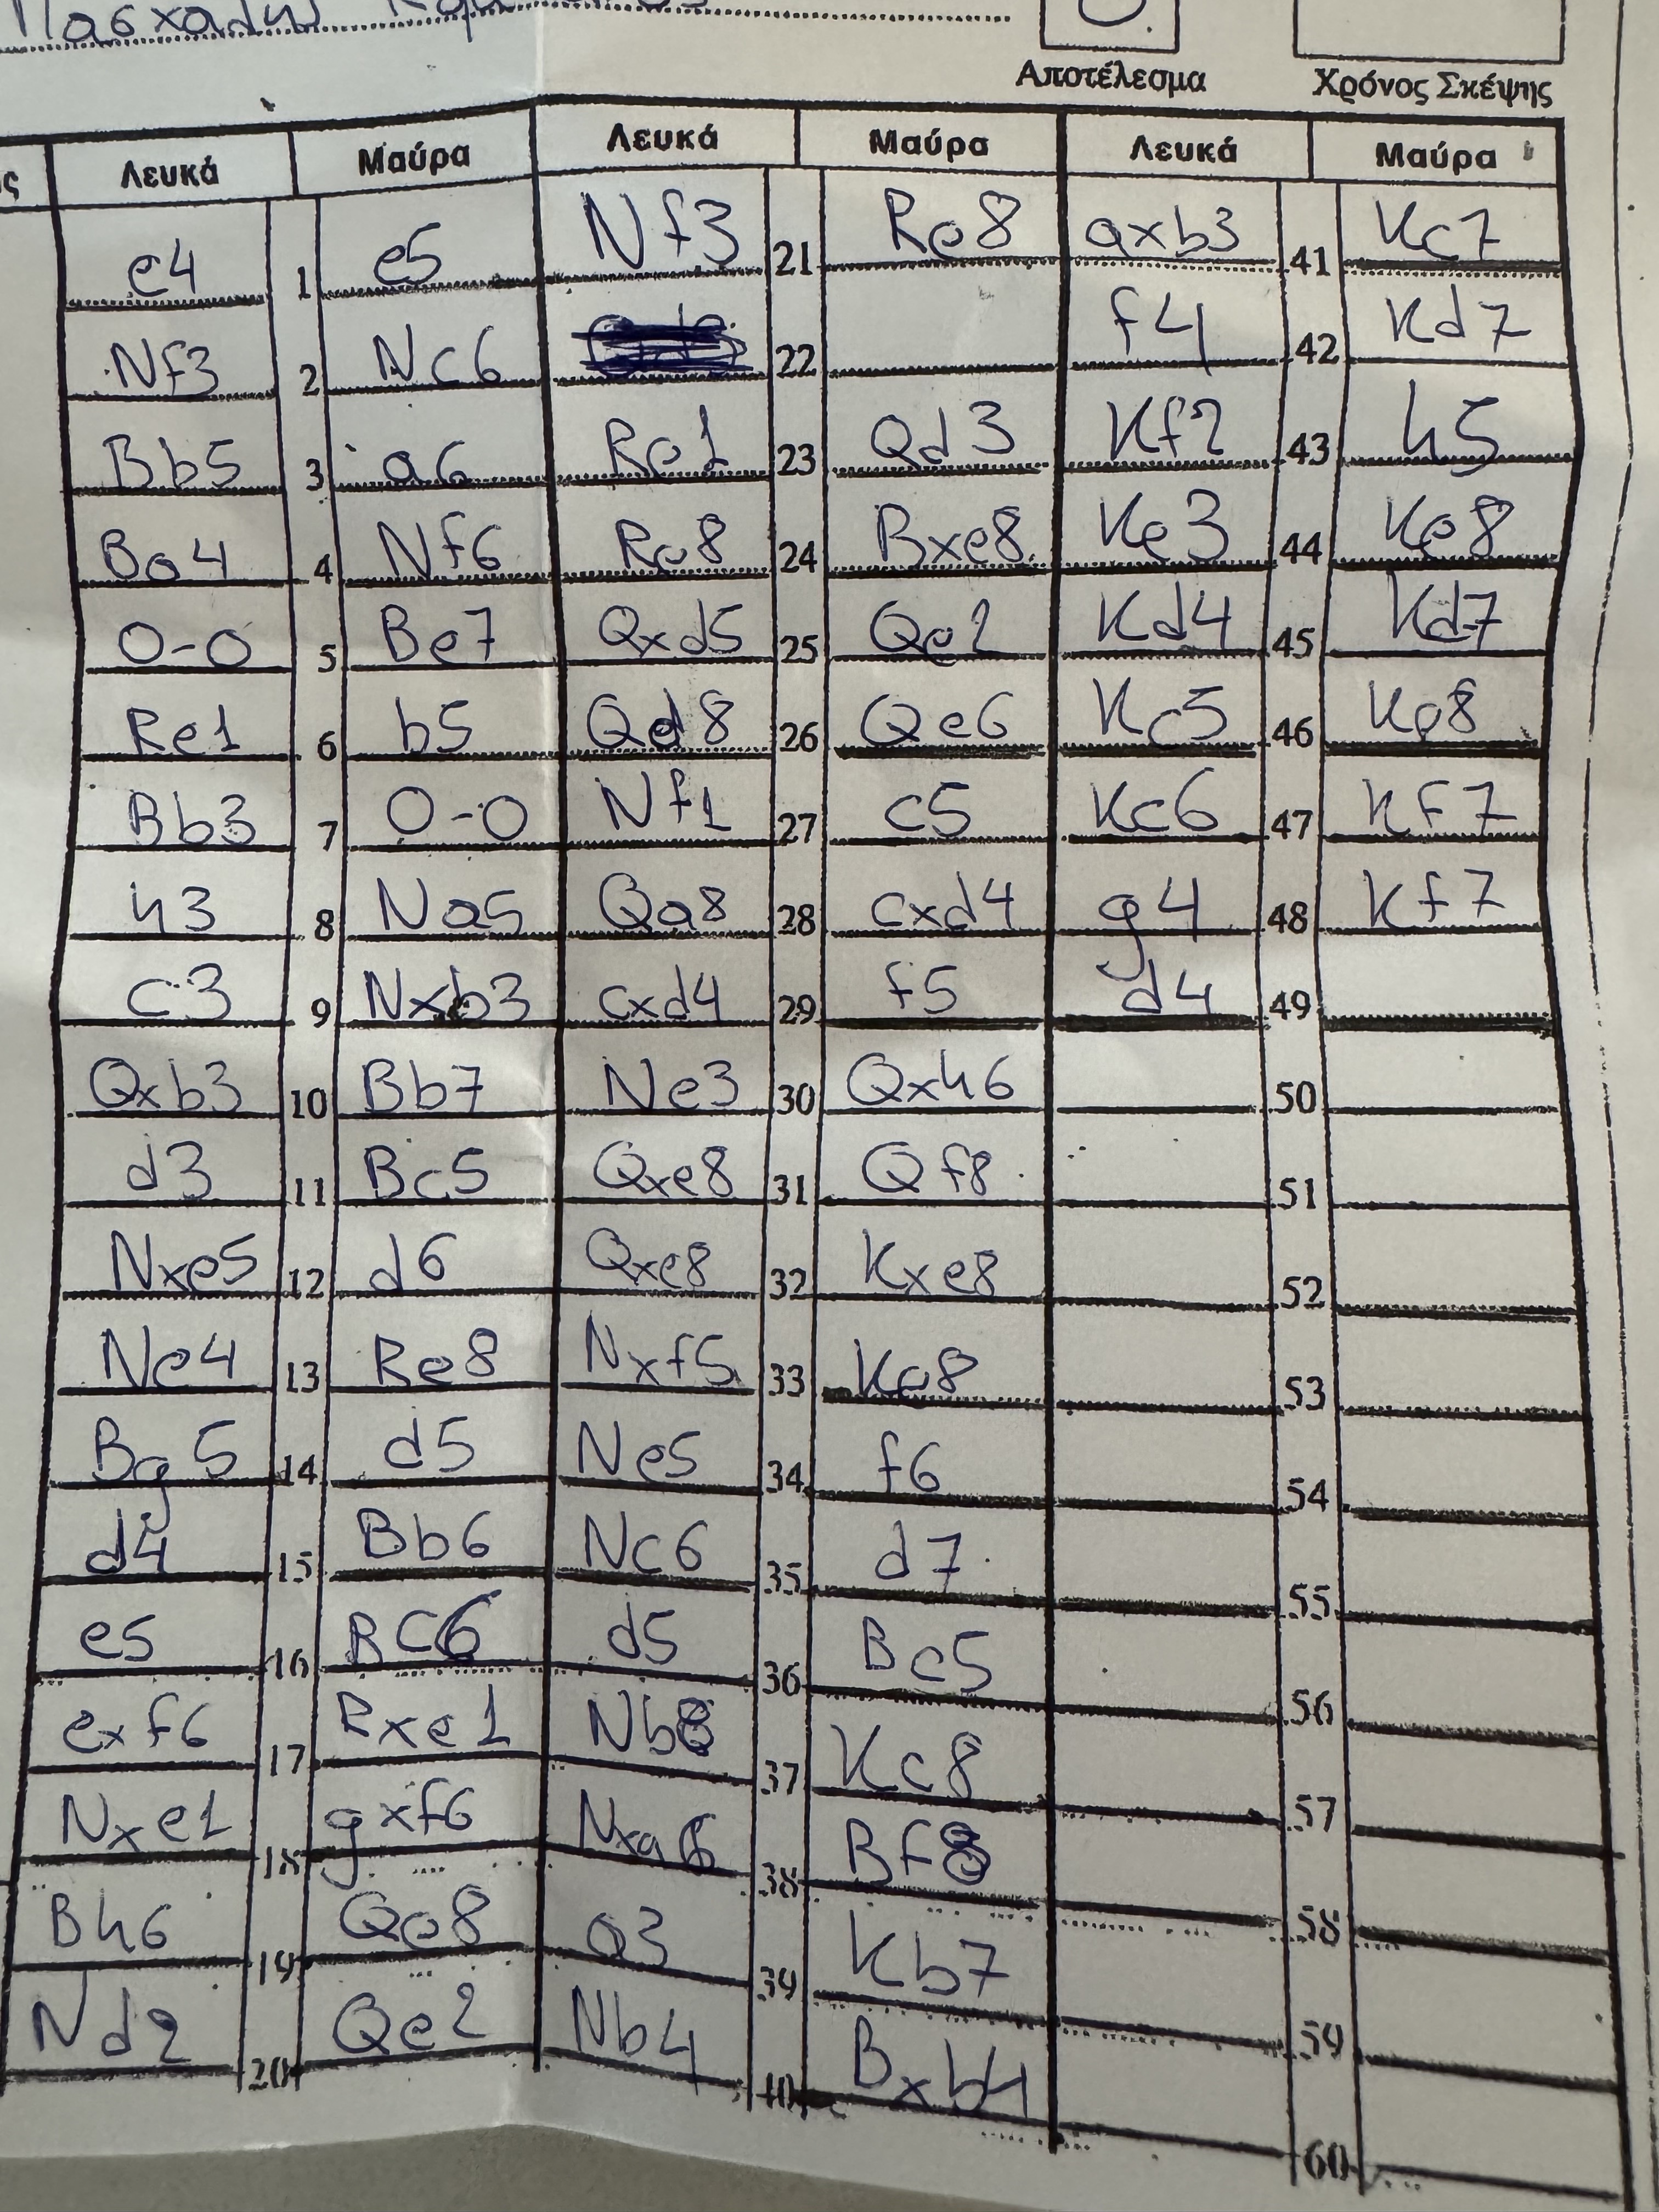 Αποτέλεσμα Χρόνος Σκέψης
Λευκά Μαύρα Λευκά Μαύρα Λευκά Μαύρα
e4 1 e5 Nf3 21 Re8 axb3 41 Kc7
Nf3 2 Nc6 22 f4 42 Kd7
Bb5 3 a6 Re1 23 Qd3 Kf2 43 h5
Ba4 4 Nf6 Re8 24 Bxe8 Ke3 44 Ke8
O-O 5 Be7 Qxd5 25 Qe2 Kd4 45 Kd7
Re1 6 b5 Qd8 26 Qe6 Kc5 46 Ke8
Bb3 7 O-O Nf1 27 c5 Kc6 47 Kf7
h3 8 Na5 Qa8 28 cxd4 g4 48 Kf7
c3 9 Nxb3 cxd4 29 f5 d4 49
Qxb3 10 Bb7 Ne3 30 Qxh6 50
d3 11 Bc5 Qxe8 31 Qf8 51
Nxe5 12 d6 Qxe8 32 Kxe8 52
Ne4 13 Re8 Nxf5 33 Ke8 53
Bg5 14 d5 Ne5 34 f6 54
d4 15 Bb6 Nc6 35 d7 55
e5 16 BC6 d5 36 Bc5 56
exf6 17 Rxe1 Nb8 37 Kc8 57
Nxe1 18 gxf6 Nxa6 38 Bf8 58
Bh6 19 Qe8 a3 39 Kb7 59
Nd2 20 Qe2 Nb4 40 Bxb4 60